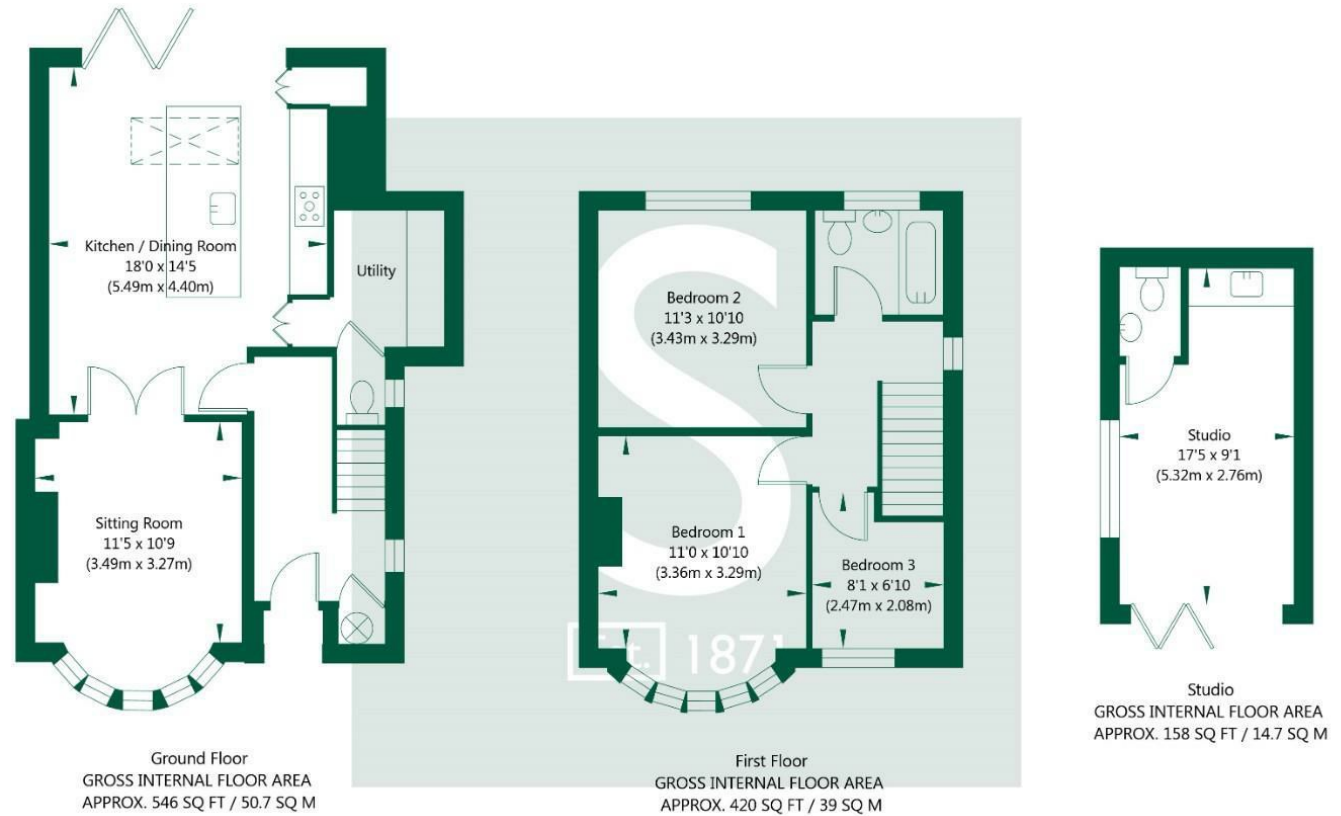 Kitchen / Dining Room
18'0 x 14'5
(5.49m x 4.40m)
Utility
Sitting Room
11'5 x 10'9
(3.49m x 3.27m)
Ground Floor
GROSS INTERNAL FLOOR AREA
APPROX. 546 SQ FT / 50.7 SQ M
Bedroom 2
11'3 x 10'10
(3.43m x 3.29m)
Bedroom 1
11'0 x 10'10
(3.36m x 3.29m)
Bedroom 3
8'1 x 6'10
(2.47m x 2.08m)
S
Est. 1871
First Floor
GROSS INTERNAL FLOOR AREA
APPROX. 420 SQ FT / 39 SQ M
Studio
17'5 x 9'1
(5.32m x 2.76m)
Studio
GROSS INTERNAL FLOOR AREA
APPROX. 158 SQ FT / 14.7 SQ M